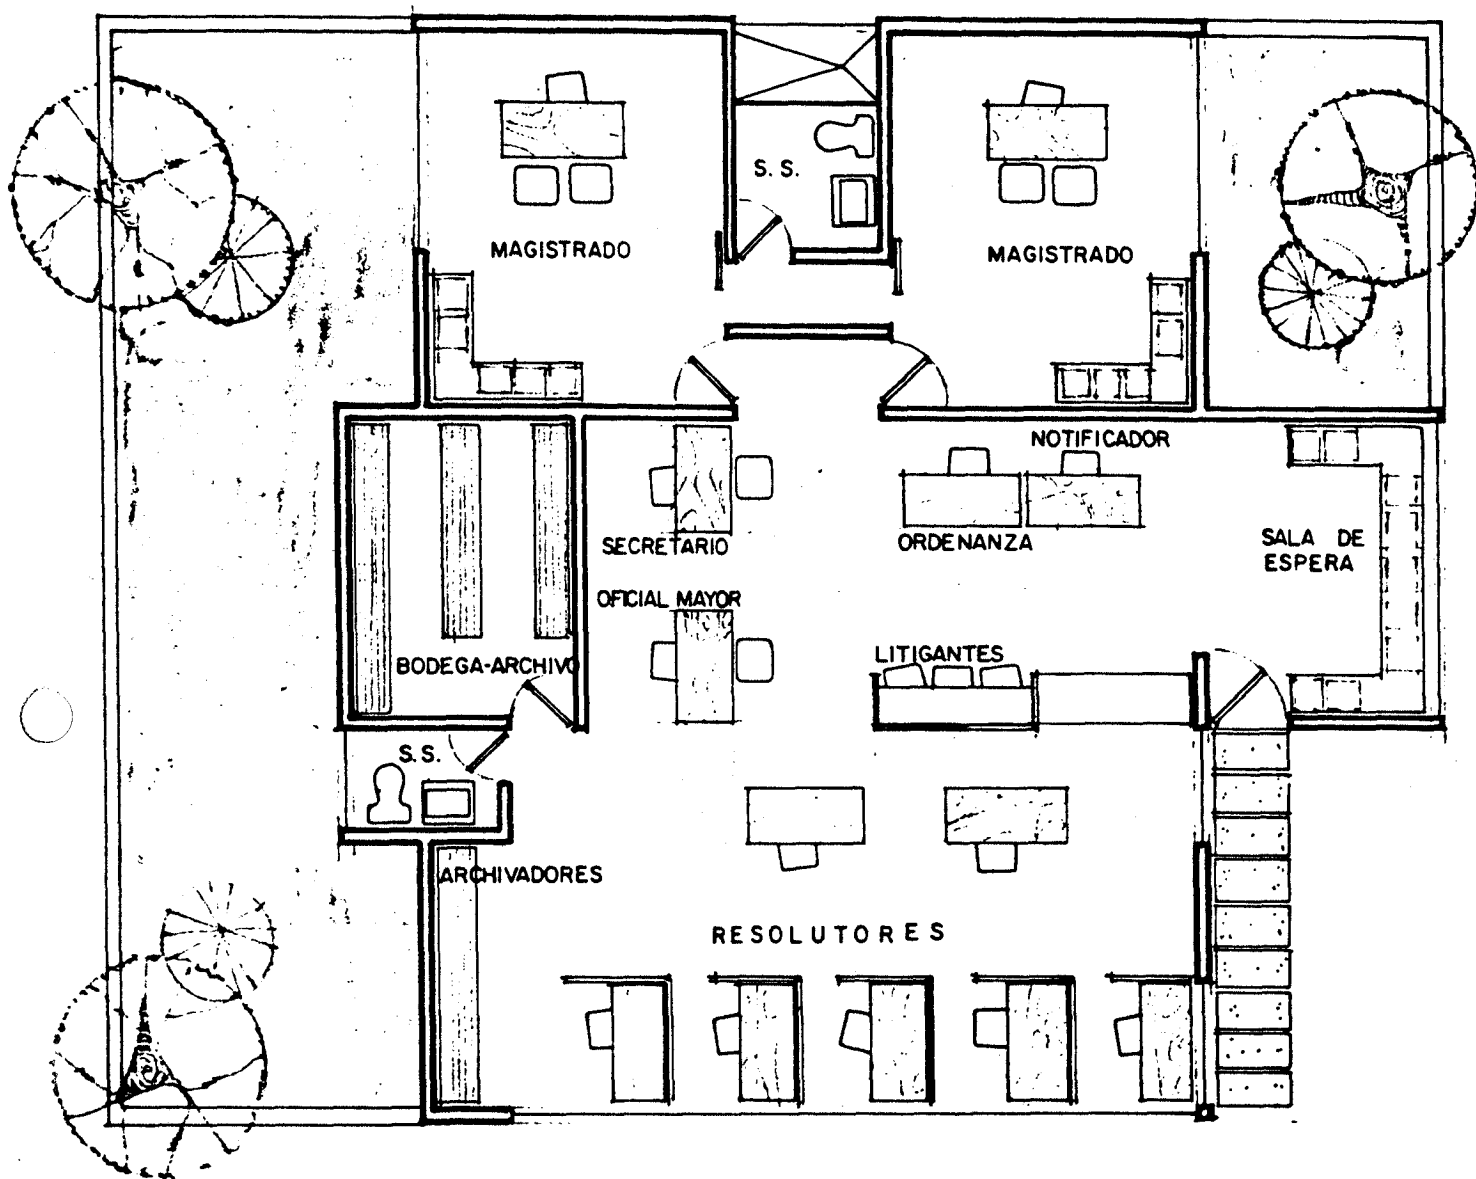 S. S.
MAGISTRADO
MAGISTRADO
NOTIFICADOR
SECRETARIO
ORDENANZA
SALA DE
ESPERA
OFICIAL MAYOR
LITIGANTES
BODEGA-ARCHIVO
S.S.
ARCHIVADORES
RESOLUTORES